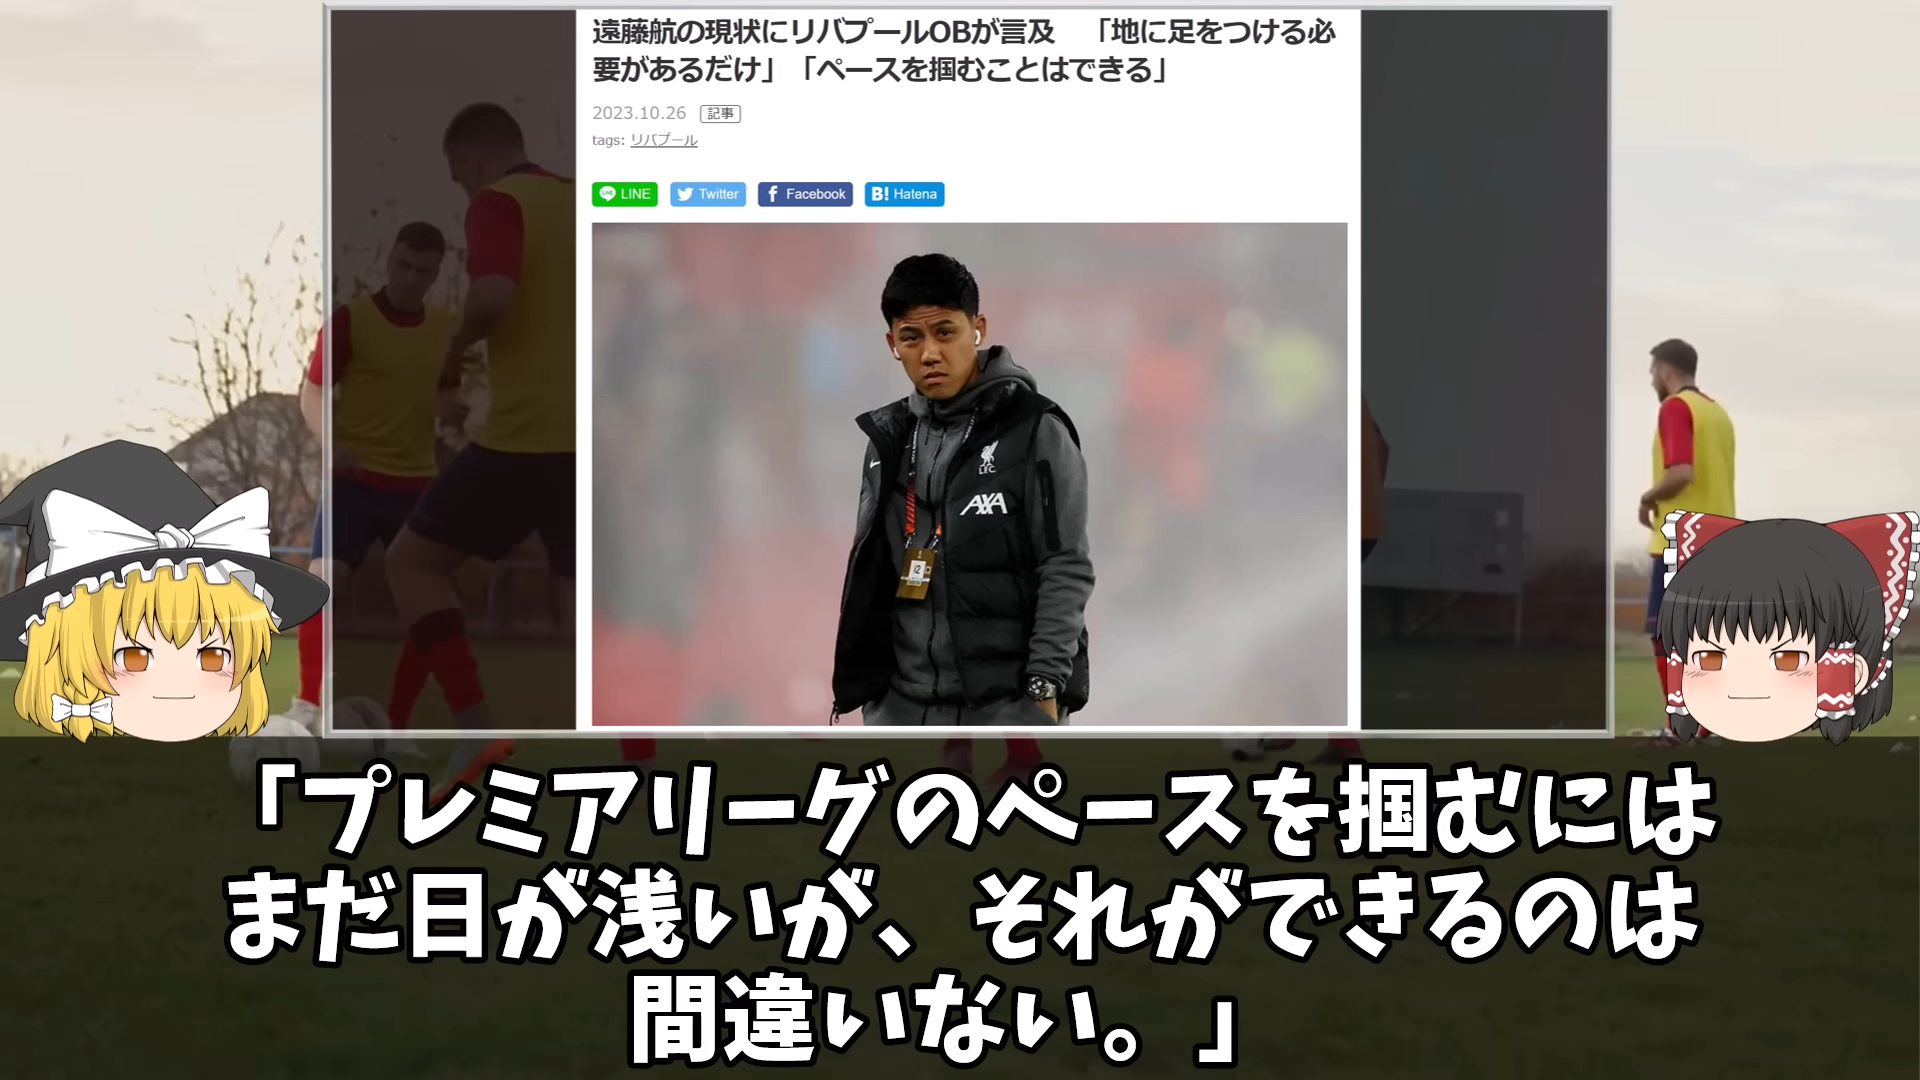 遠藤航の現状にリバプールOBが言及　「地に足をつける必
要があるだけ」「ペースを掴むことはできる」
2023.10.26 記事
tags: リバプール
LINE Twitter Facebook B! Hatena
L.F.C.
AXA
12
「プレミアリーグのペースを掴むには
まだ日が浅いが、それができるのは
間違いない。」